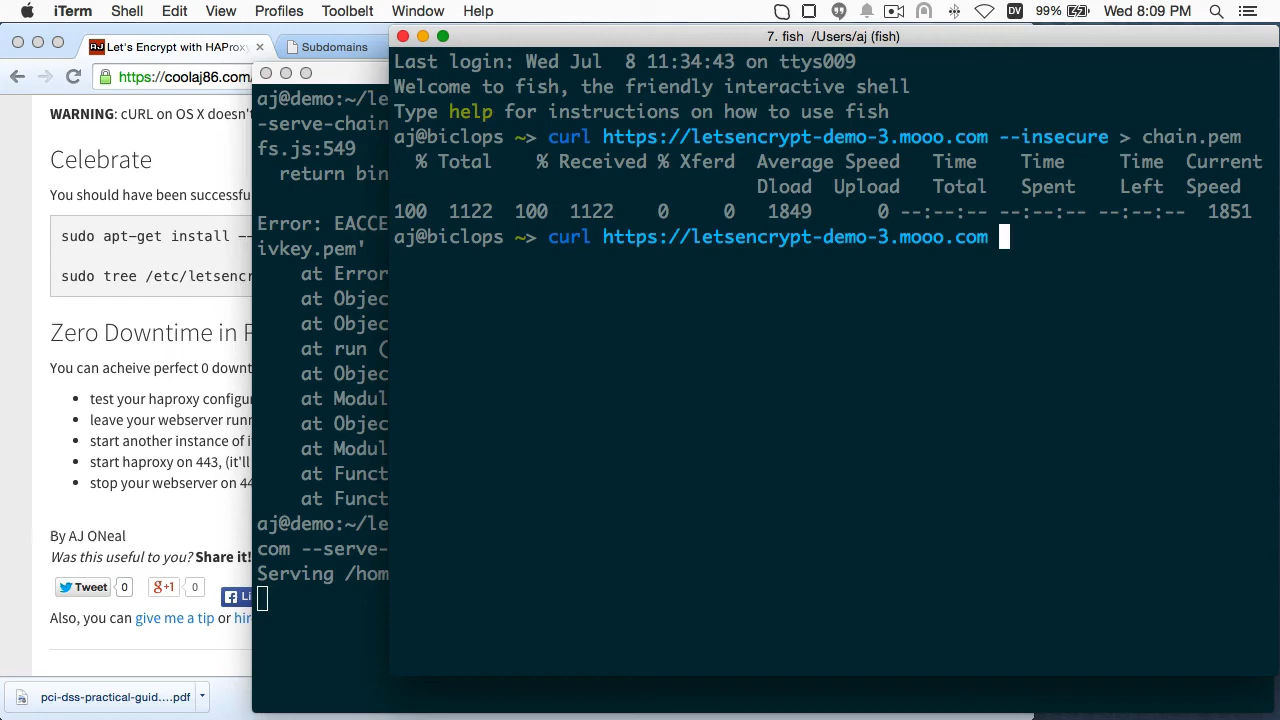 iTerm Shell Edit View Profiles Toolbelt Window Help 99% Wed 8:09 PM
Let's Encrypt with HAProxy
Subdomains
https://coolaj86.com/
7. fish /Users/aj (fish)
Last login: Wed Jul  8 11:34:43 on ttys009
Welcome to fish, the friendly interactive shell
Type help for instructions on how to use fish
aj@biclops ~> curl https://letsencrypt-demo-3.mooo.com --insecure > chain.pem
% Total % Received % Xferd Average Speed Time Time Time Current
Dload Upload Total Spent Left Speed
100 1122 100 1122 0 0 1849 0 --:--:-- --:--:-- --:--:-- 1851
aj@biclops ~> curl https://letsencrypt-demo-3.mooo.com
aj@demo:~/le
-serve-chain
fs.js:549
return bin
Error: EACCE
ivkey.pem'
at Error
at Objec
at Objec
at run (
at Objec
at Modul
at Objec
at Modul
at Funct
at Funct
aj@demo:~/le
com --serve-
Serving /hom
WARNING: cURL on OS X doesn't
Celebrate
You should have been successfu
sudo apt-get install --
sudo tree /etc/letsencr
Zero Downtime in P
You can acheive perfect 0 downt
test your haproxy configur
leave your webserver runn
start another instance of i
start haproxy on 443, (it'll
stop your webserver on 44
By AJ ONeal
Was this useful to you? Share it!
Tweet 0 g+1 0 Li
Also, you can give me a tip or hir
pci-dss-practical-guid....pdf